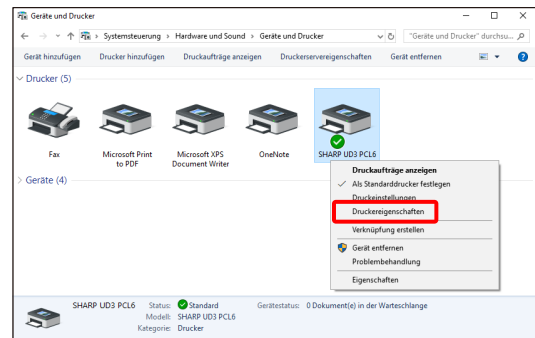 Geräte und Drucker
Systemsteuerung › Hardware und Sound › Geräte und Drucker
"Geräte und Drucker" durchsu...
Gerät hinzufügen Drucker hinzufügen Druckaufträge anzeigen Druckerservereigenschaften Gerät entfernen
Drucker (5)
Fax
Microsoft Print to PDF
Microsoft XPS Document Writer
OneNote
SHARP UD3 PCL6
Druckaufträge anzeigen
Als Standarddrucker festlegen
Druckeinstellungen
Druckereigenschaften
Verknüpfung erstellen
Gerät entfernen
Problembehandlung
Eigenschaften
Geräte (4)
SHARP UD3 PCL6 Status: Standard Gerätestatus: 0 Dokument(e) in der Warteschlange
Modell: SHARP UD3 PCL6
Kategorie: Drucker